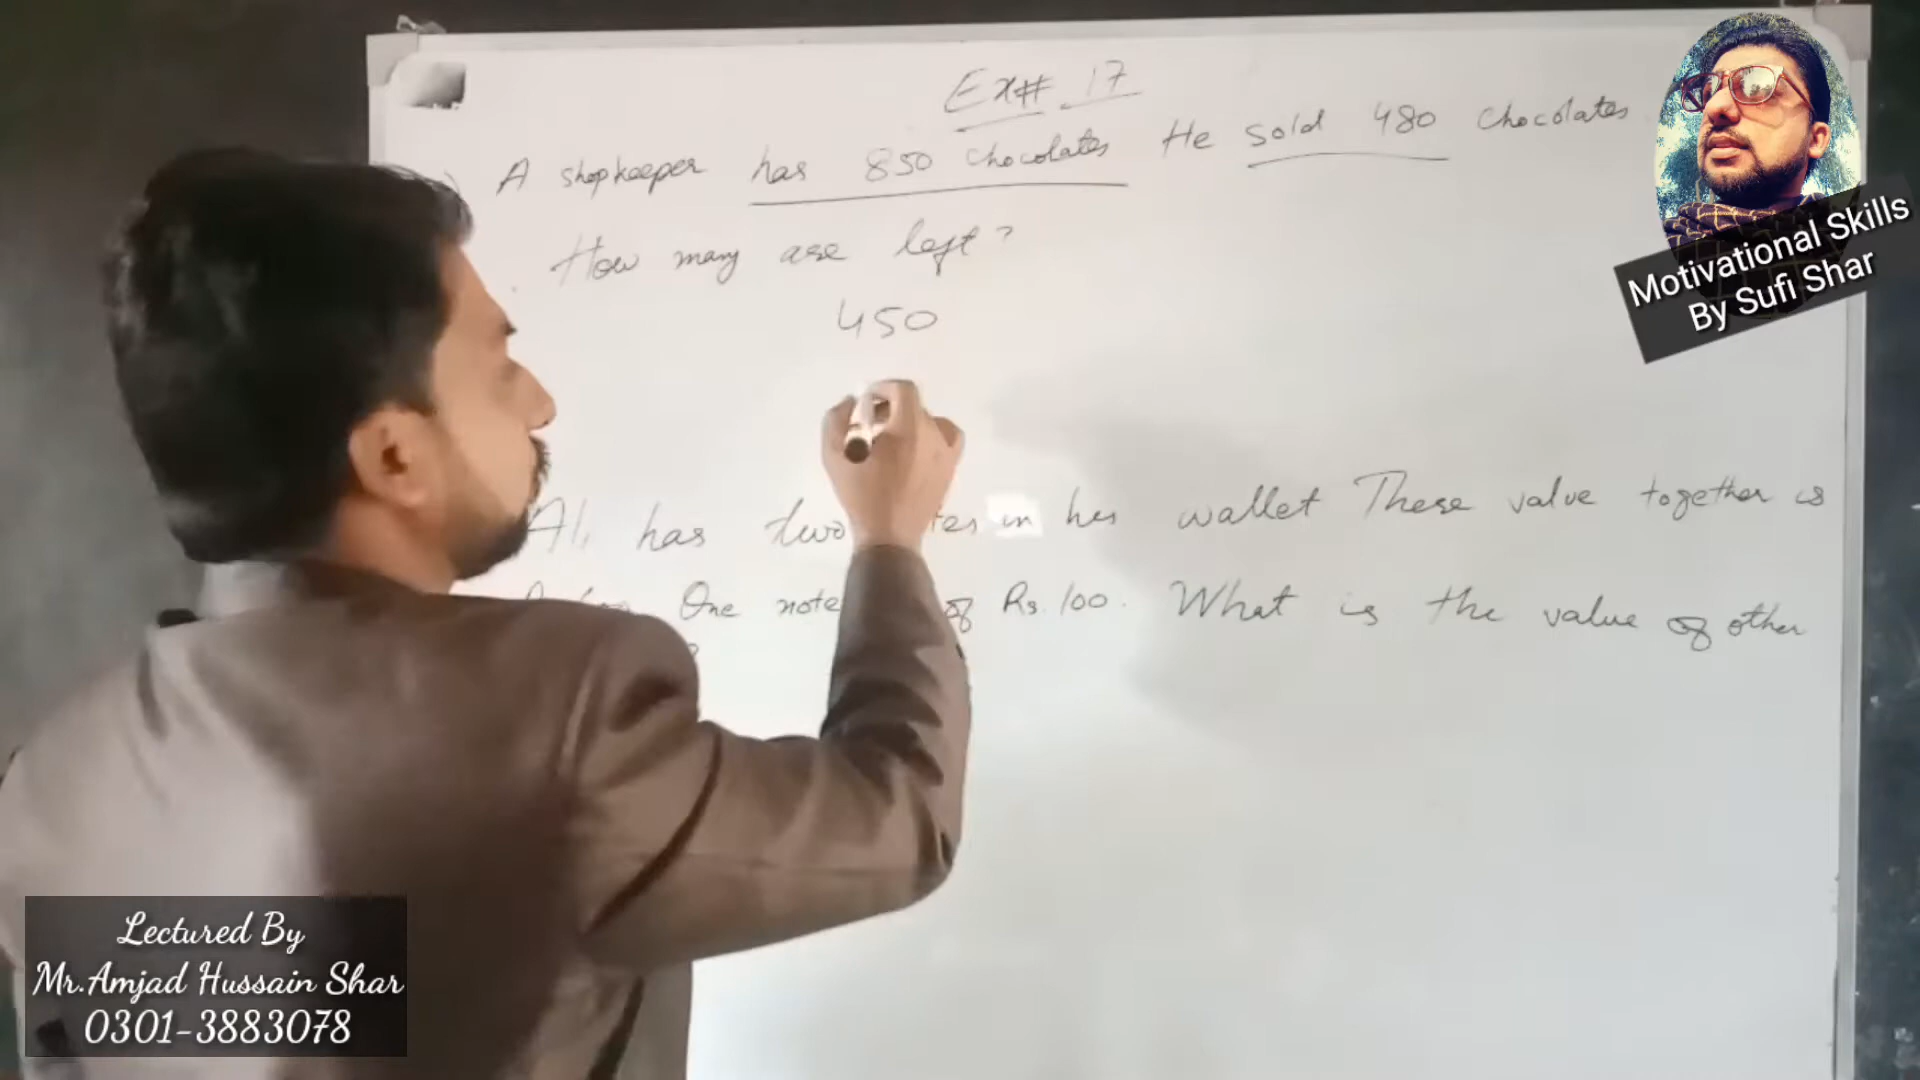 Ex# 17
A shopkeeper has 850 chocolates He sold 480 chocolates
How many are left?
450
Ali has two in his wallet These value together is
One note of Rs. 100. What is the value of other
Motivational Skills
By Sufi Shar
Lectured By
Mr.Amjad Hussain Shar
0301-3883078